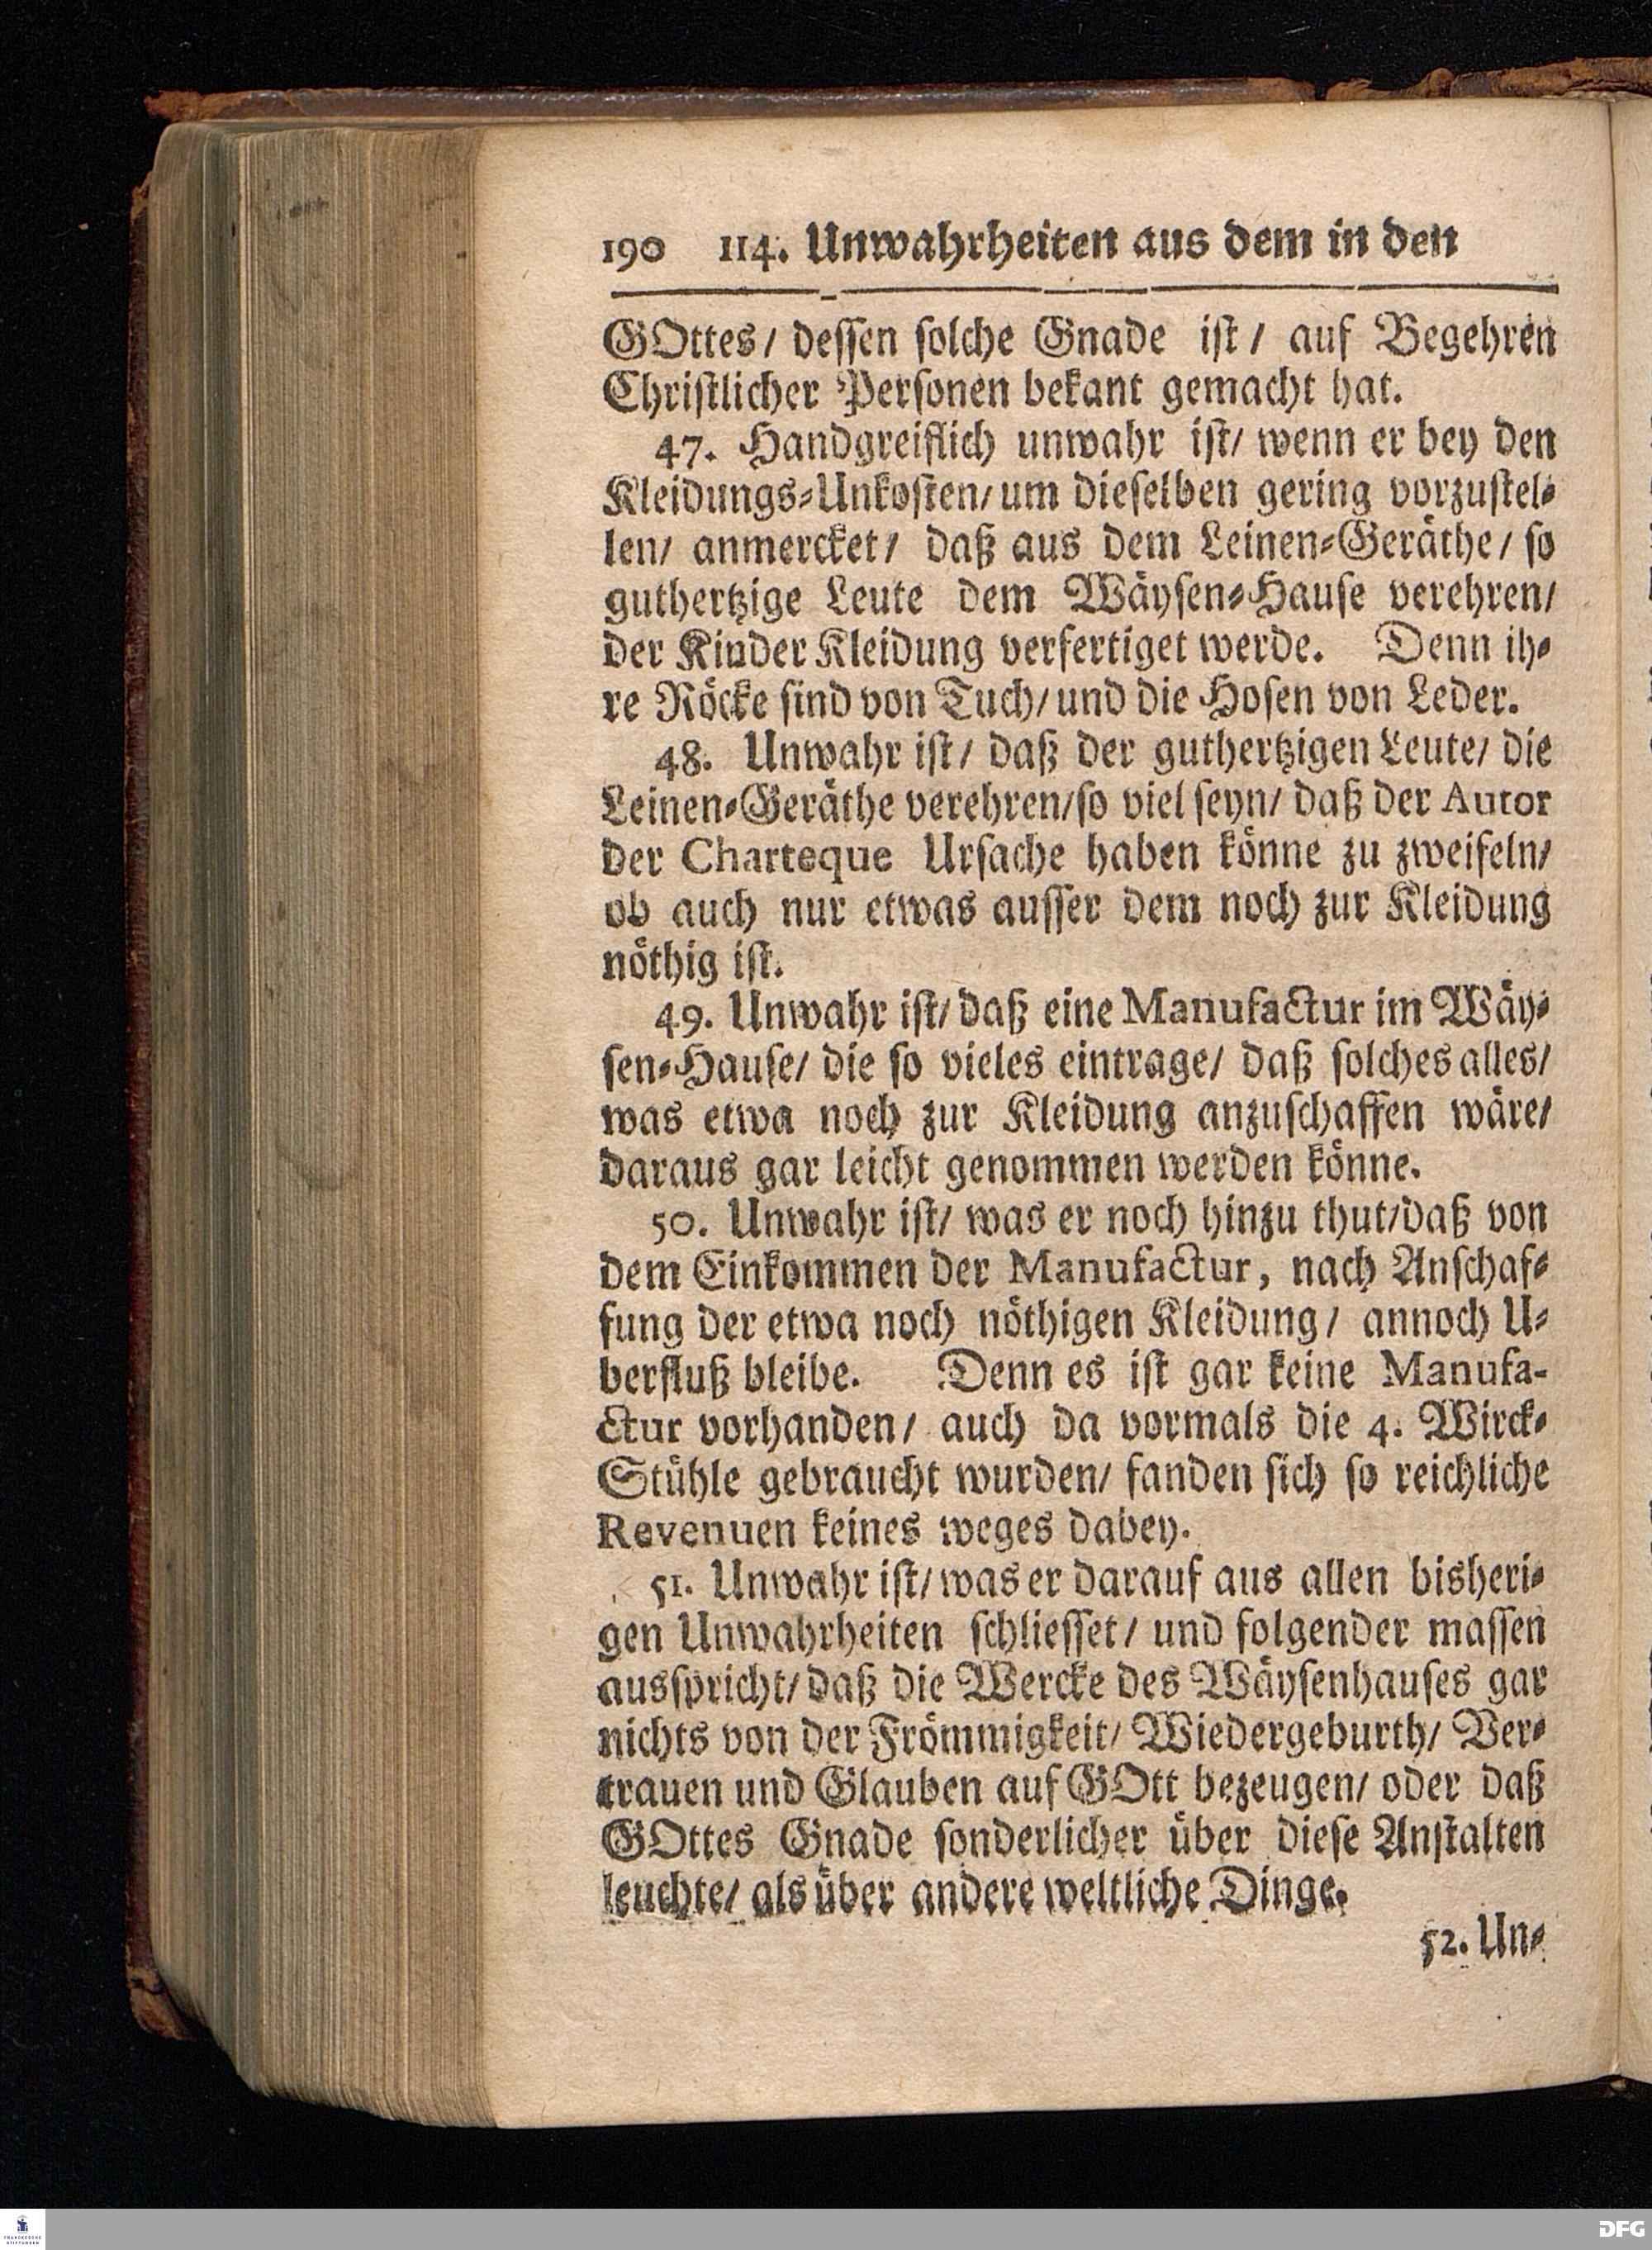 190 114. Unwahrheiten aus dem in den
GOttes/ dessen solche Gnade ist/ auf Begehren
Christlicher Personen bekant gemacht hat.
47. Handgreiflich unwahr ist/ wenn er bey den
Kleidungs-Unkosten/ um dieselben gering vorzustel-
len/ anmercket/ daß aus dem Leinen-Geräthe/ so
guthertzige Leute dem Wäysen-Hause verehren/
der Kinder Kleidung verfertiget werde. Denn ih-
re Röcke sind von Tuch/ und die Hosen von Leder.
48. Unwahr ist/ daß der guthertzigen Leute/ die
Leinen-Geräthe verehren/ so viel seyn/ daß der Autor
der Charteque Ursache haben könne zu zweifeln/
ob auch nur etwas ausser dem noch zur Kleidung
nöthig ist.
49. Unwahr ist/ daß eine Manufactur im Wäy-
sen-Hause/ die so vieles eintrage/ daß solches alles/
was etwa noch zur Kleidung anzuschaffen wäre/
daraus gar leicht genommen werden könne.
50. Unwahr ist/ was er noch hinzu thut/ daß von
dem Einkommen der Manufactur, nach Anschaf-
fung der etwa noch nöthigen Kleidung/ annoch U-
berfluß bleibe. Denn es ist gar keine Manufa-
ctur vorhanden/ auch da vormals die 4. Wirck-
Stühle gebraucht wurden/ fanden sich so reichliche
Revenuen keines weges dabey.
51. Unwahr ist/ was er darauf aus allen bisheri-
gen Unwahrheiten schliesset/ und folgender massen
ausspricht/ daß die Wercke des Wäysenhauses gar
nichts von der Frömmigkeit/ Wiedergeburth/ Ver-
trauen und Glauben auf GOtt bezeugen/ oder daß
GOttes Gnade sonderlicher über diese Anstalten
leuchte/ als über andere weltliche Dinge.
52. Un-
FRANCKESCHE
STIFTUNGEN
DFG